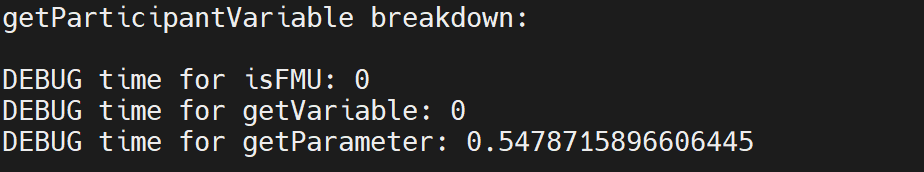 getParticipantVariable breakdown:
DEBUG time for isFMU: 0
DEBUG time for getVariable: 0
DEBUG time for getParameter: 0.5478715896606445